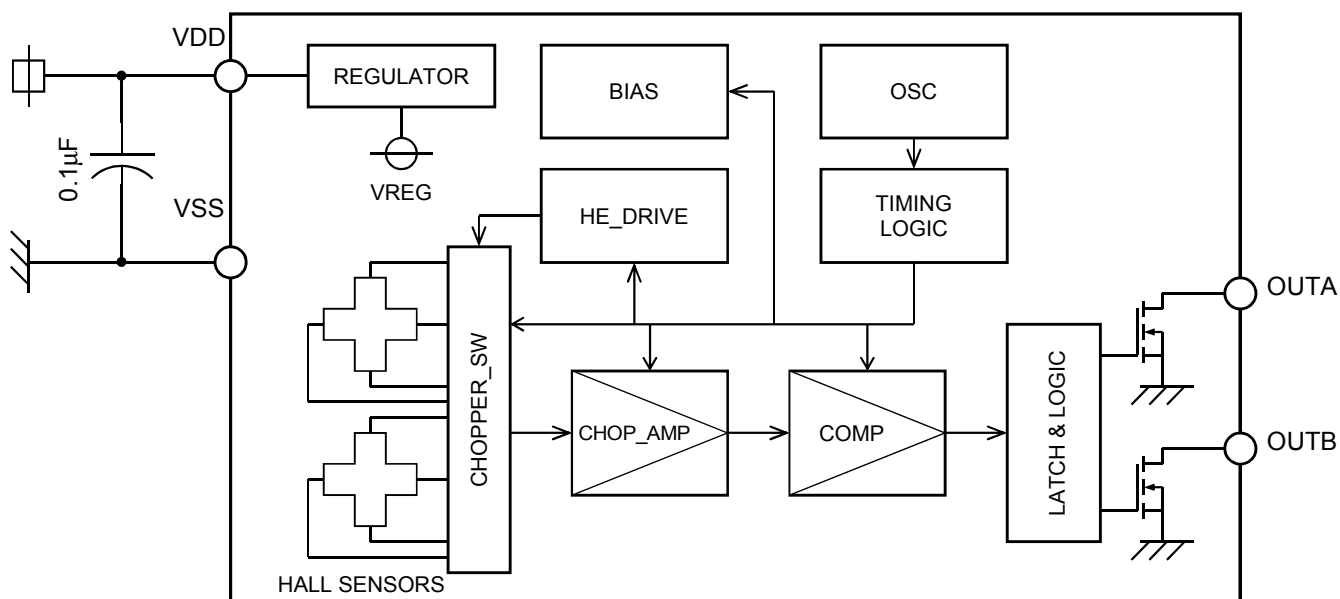 VDD
REGULATOR
BIAS
OSC
0.1µF
VREG
VSS
HE_DRIVE
TIMING
LOGIC
OUTA
CHOPPER_SW
CHOP_AMP
COMP
LATCH & LOGIC
OUTB
HALL SENSORS